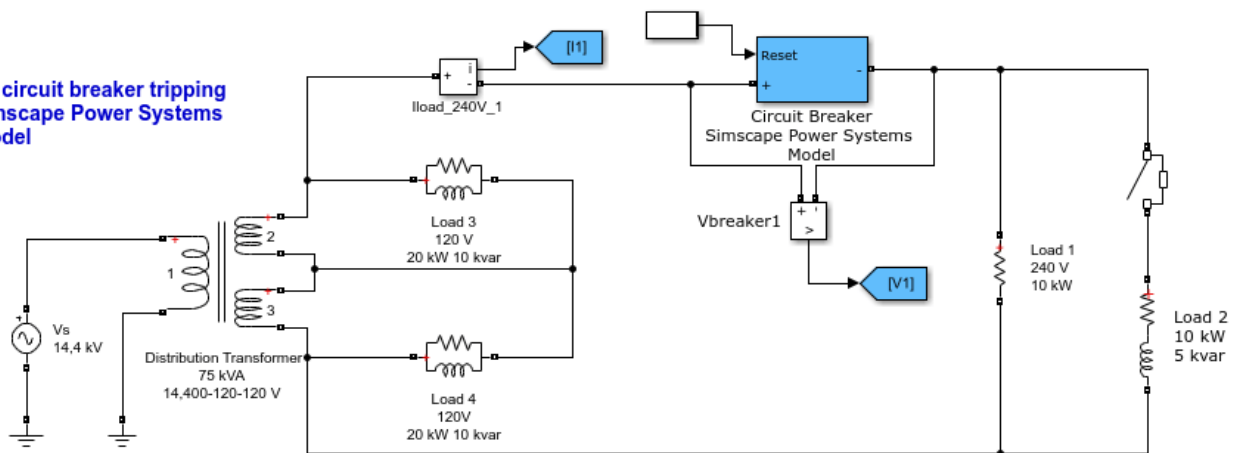 circuit breaker tripping
Power Systems
[I1]
i
+
-
Iload_240V_1
Reset
-
+
Circuit Breaker
Simscape Power Systems
Model
Load 3
120 V
20 kW 10 kvar
+ -
Vbreaker1
[V1]
Load 1
240 V
10 kW
Load 2
10 kW
5 kvar
1
2
3
Vs
14,4 kV
Distribution Transformer
75 kVA
14,400-120-120 V
Load 4
120V
20 kW 10 kvar